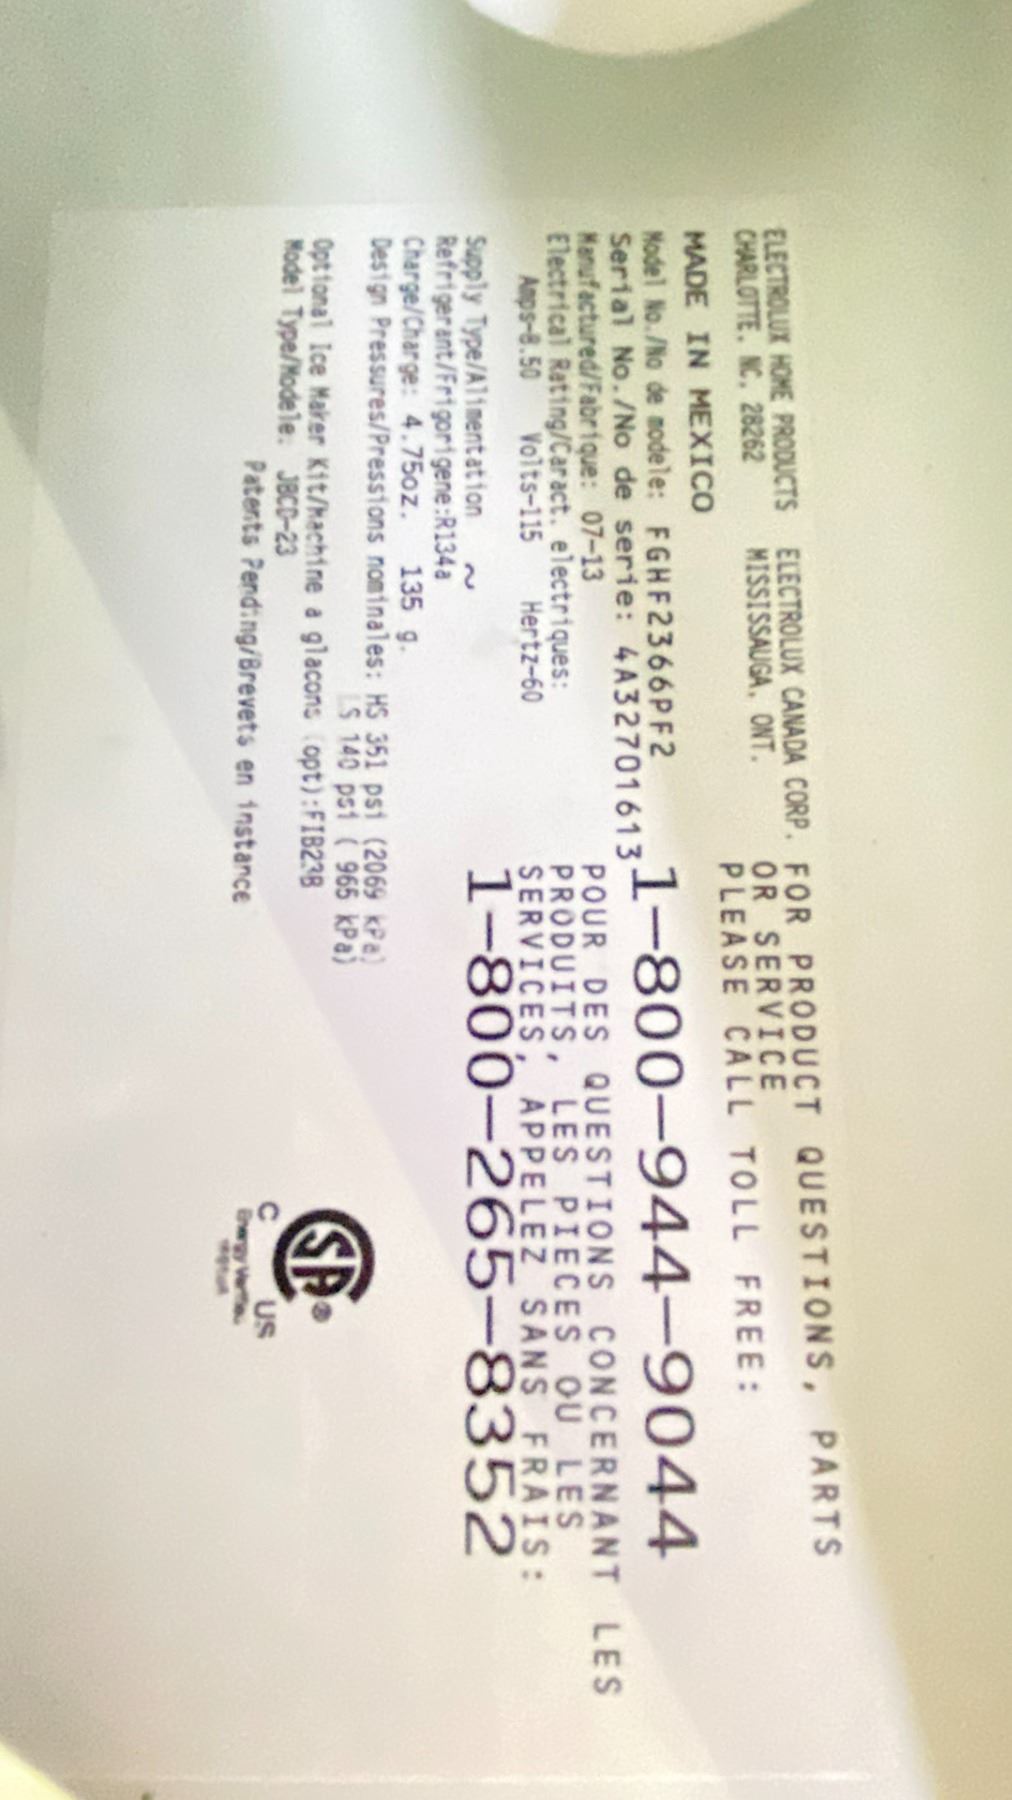 ELECTROLUX HOME PRODUCTS ELECTROLUX CANADA CORP.
CHARLOTTE, NC, 28262 MISSISSAUGA, ONT.
MADE IN MEXICO
Model No./No de modele: FGHF2366PF2
Serial No./No de serie: 4A32701613
Manufactured/Fabrique: 07-13
Electrical Rating/Caract. electriques:
Amps-8.50 Volts-115 Hertz-60
Supply Type/Alimentation ~
Refrigerant/Frigorigene:R134a
Charge/Charge: 4.75oz. 135 g.
Design Pressures/Pressions nominales: HS 351 psi (2069 kPa)
LS 140 psi ( 965 kPa)
Optional Ice Maker Kit/Machine a glacons (opt):FIB23B
Model Type/Modele: JBCD-23
Patents Pending/Brevets en instance
FOR PRODUCT QUESTIONS, PARTS
OR SERVICE
PLEASE CALL TOLL FREE:
1-800-944-9044
POUR DES QUESTIONS CONCERNANT LES
PRODUITS, LES PIECES OU LES
SERVICES, APPELEZ SANS FRAIS:
1-800-265-8352
SA®
C US
Energy Verified